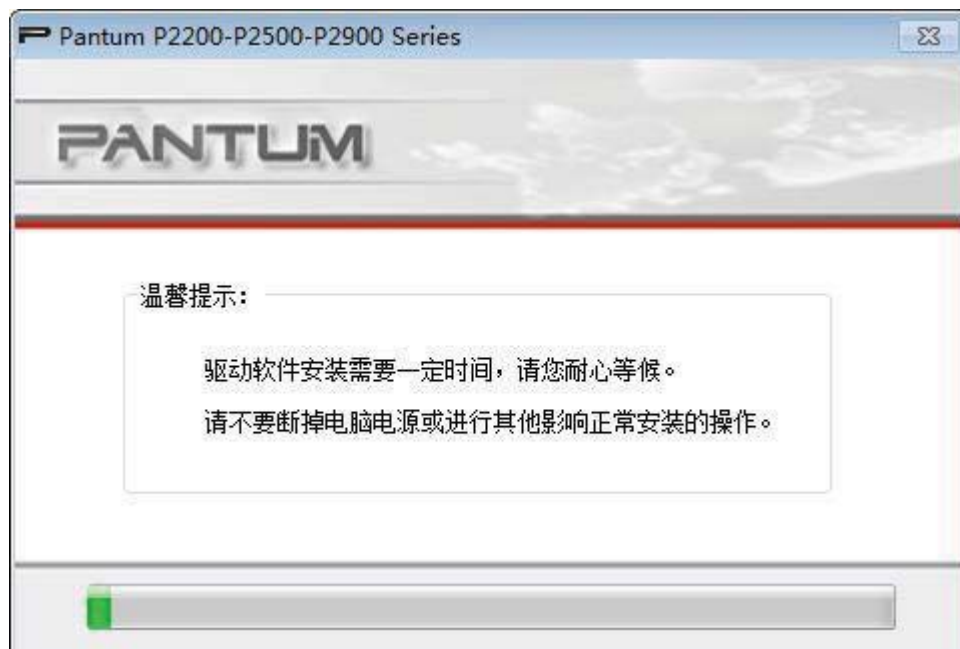 Pantum P2200-P2500-P2900 Series
PANTUM
温馨提示：
驱动软件安装需要一定时间，请您耐心等候。
请不要断掉电脑电源或进行其他影响正常安装的操作。